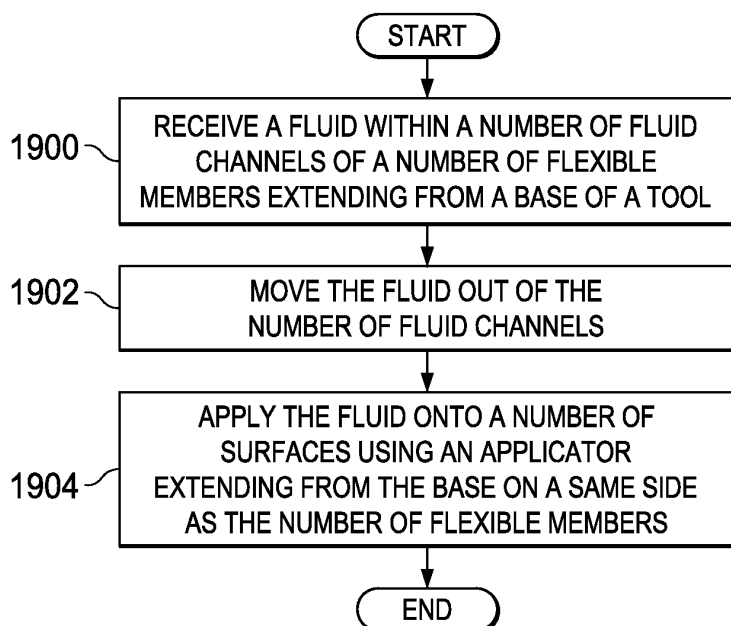 START
1900
RECEIVE A FLUID WITHIN A NUMBER OF FLUID
CHANNELS OF A NUMBER OF FLEXIBLE
MEMBERS EXTENDING FROM A BASE OF A TOOL
1902
MOVE THE FLUID OUT OF THE
NUMBER OF FLUID CHANNELS
1904
APPLY THE FLUID ONTO A NUMBER OF
SURFACES USING AN APPLICATOR
EXTENDING FROM THE BASE ON A SAME SIDE
AS THE NUMBER OF FLEXIBLE MEMBERS
END